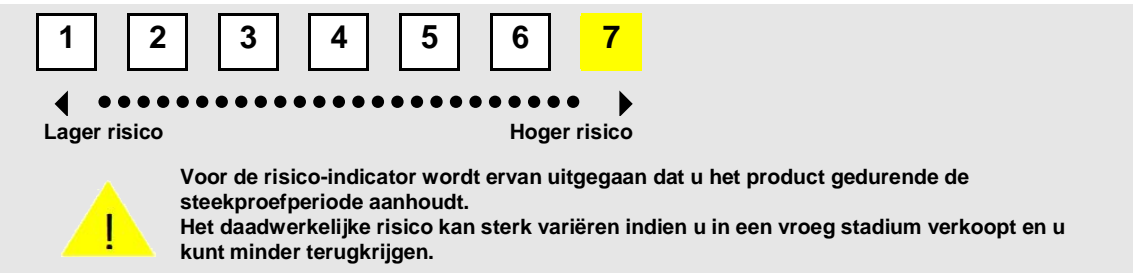 1 2 3 4 5 6 7
Lager risico Hoger risico
!
Voor de risico-indicator wordt ervan uitgegaan dat u het product gedurende de
steekproefperiode aanhoudt.
Het daadwerkelijke risico kan sterk variëren indien u in een vroeg stadium verkoopt en u
kunt minder terugkrijgen.